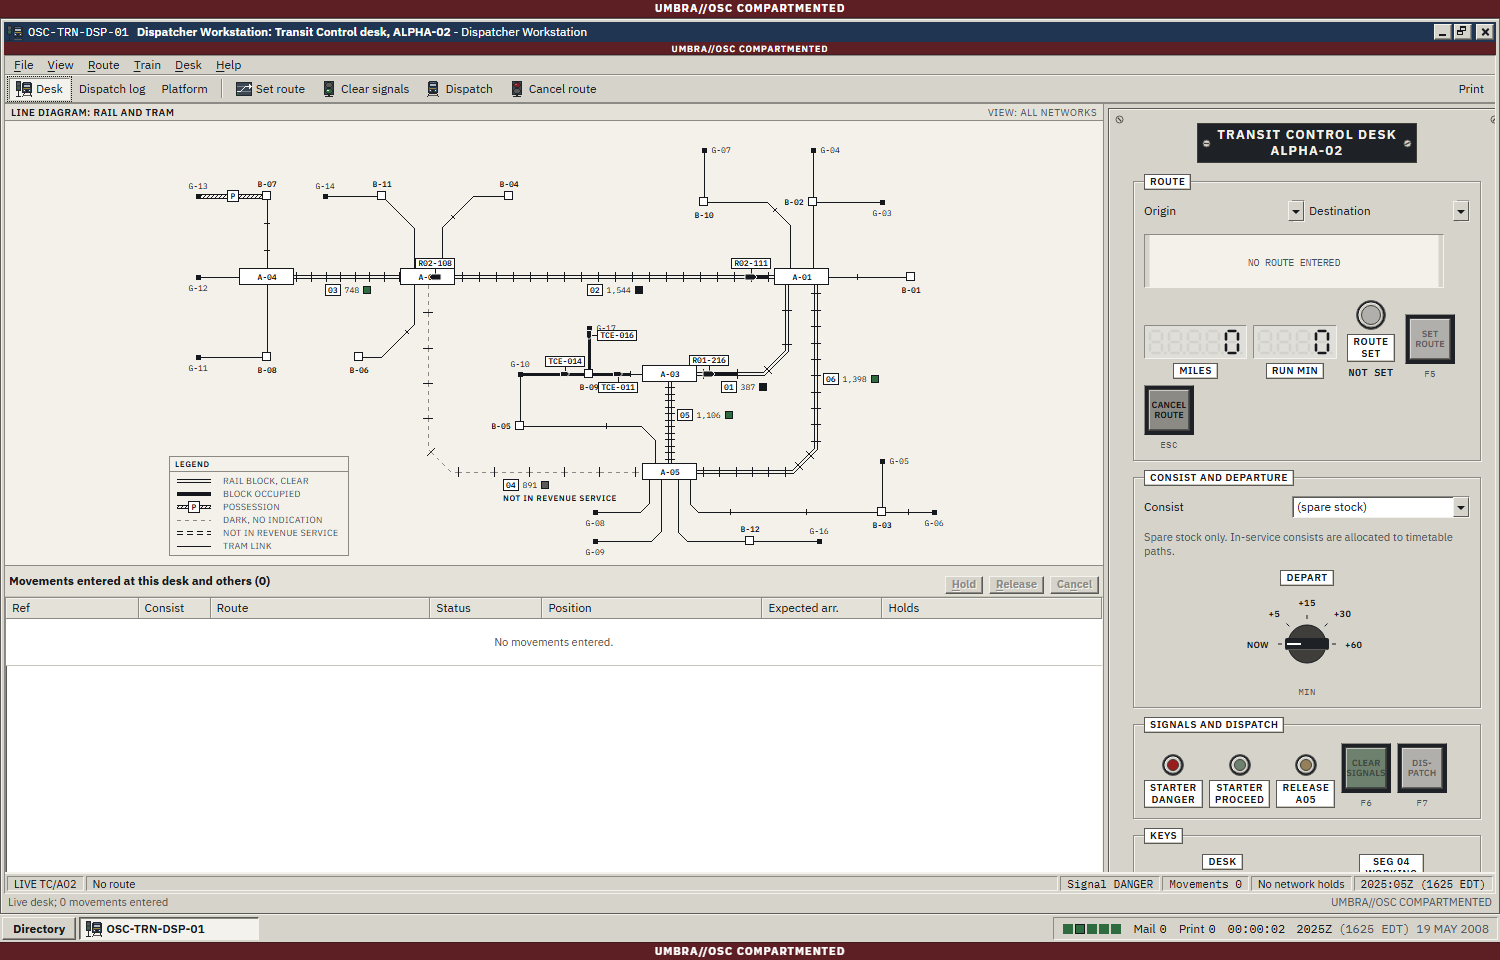 UMBRA//OSC COMPARTMENTED
OSC-TRN-DSP-01 Dispatcher Workstation: Transit Control desk, ALPHA-02 - Dispatcher Workstation
UMBRA//OSC COMPARTMENTED
File View Route Train Desk Help
Desk Dispatch log Platform Set route Clear signals Dispatch Cancel route Print
LINE DIAGRAM: RAIL AND TRAM VIEW: ALL NETWORKS
G-07 G-04
G-13 B-07 G-14 B-11 B-04
B-10 B-02 G-03
R02-108 R02-111
A-04 A-0 A-01
G-12 B-01
03 748 02 1,544
G-17
TCE-016
G-10 TCE-014 R01-216
A-03
B-09 TCE-011 01 387 06 1,398
G-11 B-08 B-06
B-05 05 1,106
A-05
04 891
NOT IN REVENUE SERVICE
G-05
G-08 B-12 G-16 B-03 G-06
G-09
LEGEND
RAIL BLOCK, CLEAR
BLOCK OCCUPIED
P POSSESSION
DARK, NO INDICATION
NOT IN REVENUE SERVICE
TRAM LINK
P
Movements entered at this desk and others (0) Hold Release Cancel
Ref Consist Route Status Position Expected arr. Holds
No movements entered.
TRANSIT CONTROL DESK
ALPHA-02
ROUTE
Origin Destination
NO ROUTE ENTERED
0 0
MILES RUN MIN
ROUTE
SET
NOT SET
SET
ROUTE
F5
CANCEL
ROUTE
ESC
CONSIST AND DEPARTURE
Consist (spare stock)
Spare stock only. In-service consists are allocated to timetable
paths.
DEPART
NOW +5 +15 +30 +60
MIN
SIGNALS AND DISPATCH
STARTER
DANGER
STARTER
PROCEED
RELEASE
A05
CLEAR
SIGNALS
F6
DIS-
PATCH
F7
KEYS
DESK SEG 04
WORKING
LIVE TC/A02 No route Signal DANGER Movements 0 No network holds 2025:05Z (1625 EDT)
Live desk; 0 movements entered UMBRA//OSC COMPARTMENTED
Directory OSC-TRN-DSP-01 Mail 0 Print 0 00:00:02 2025Z (1625 EDT) 19 MAY 2008
UMBRA//OSC COMPARTMENTED